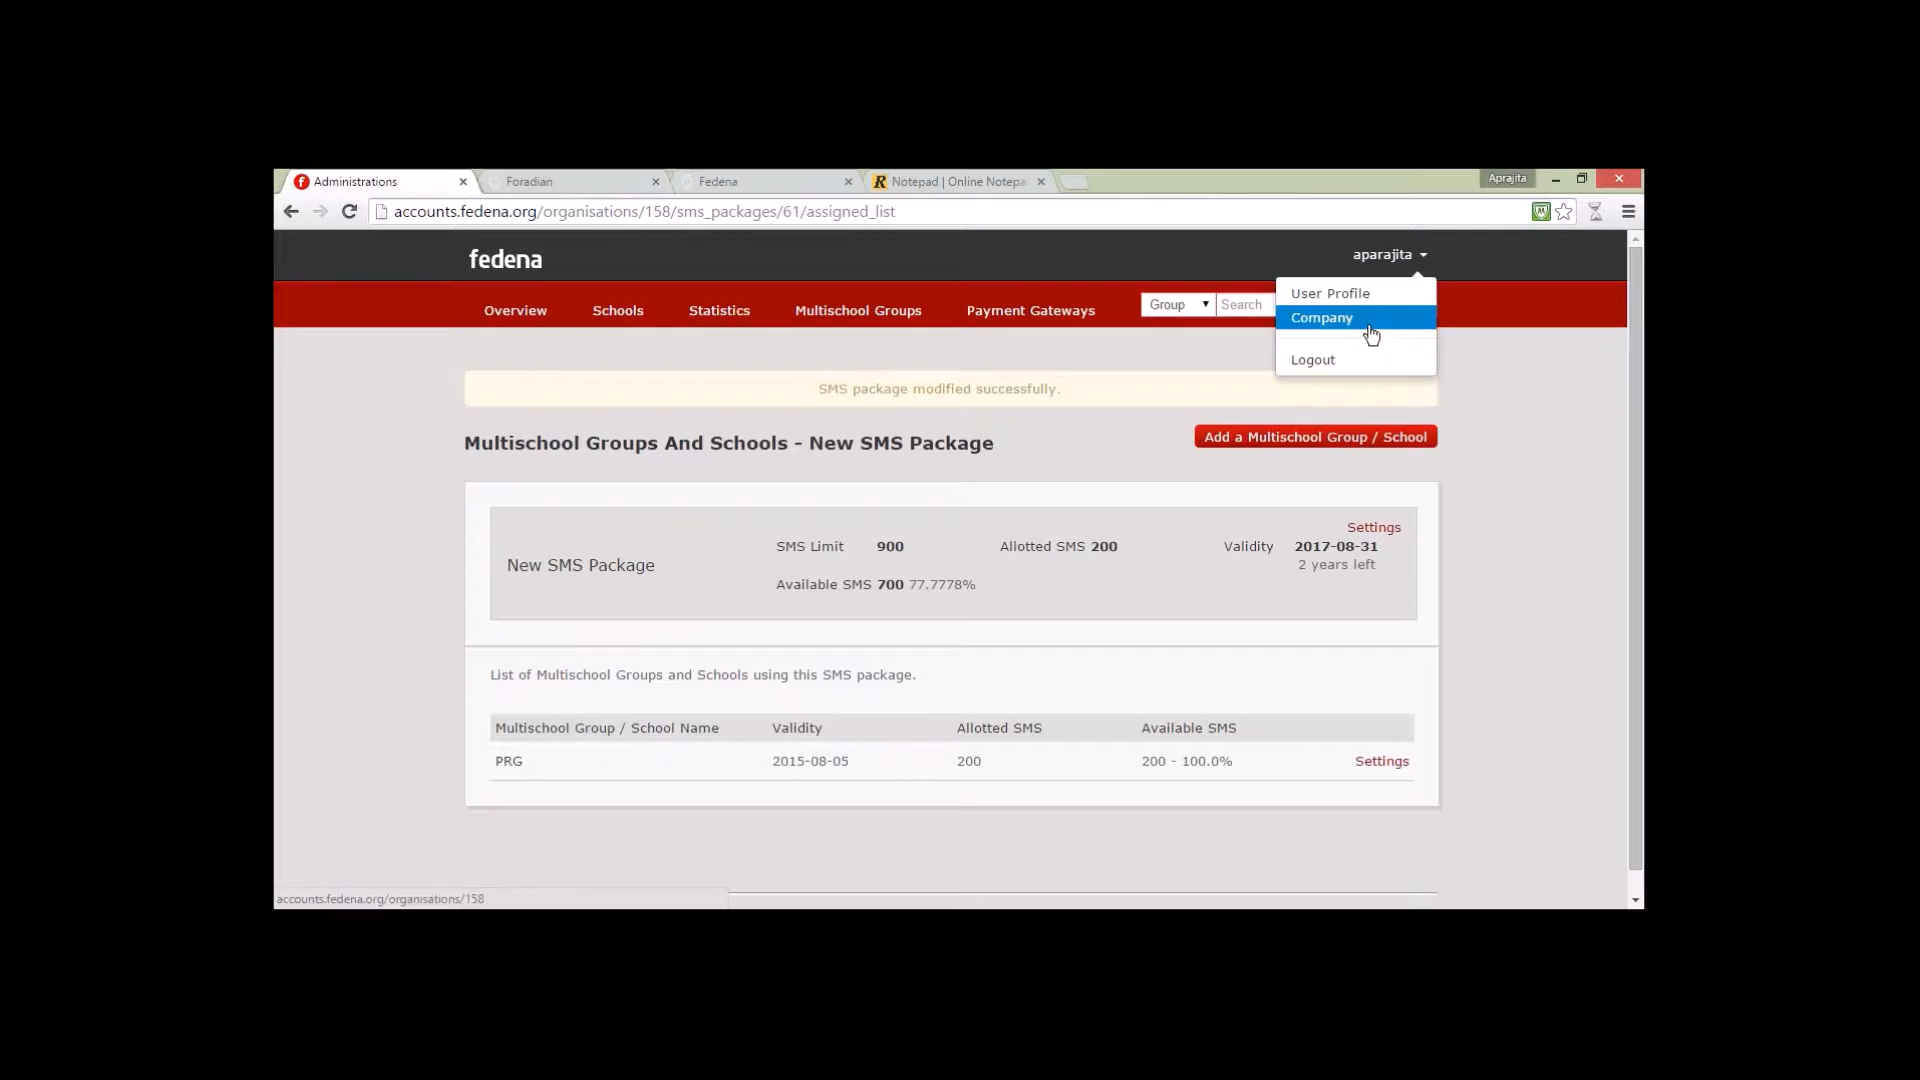 Administrations
Foradian
Fedena
Notepad | Online Notepa
Aprajita
accounts.fedena.org/organisations/158/sms_packages/61/assigned_list
fedena
aparajita
User Profile
Company
Logout
Overview
Schools
Statistics
Multischool Groups
Payment Gateways
Group
Search
SMS package modified successfully.
Multischool Groups And Schools - New SMS Package
Add a Multischool Group / School
Settings
New SMS Package
SMS Limit 900
Allotted SMS 200
Validity 2017-08-31
2 years left
Available SMS 700 77.7778%
List of Multischool Groups and Schools using this SMS package.
Multischool Group / School Name Validity Allotted SMS Available SMS
PRG 2015-08-05 200 200 - 100.0% Settings
accounts.fedena.org/organisations/158